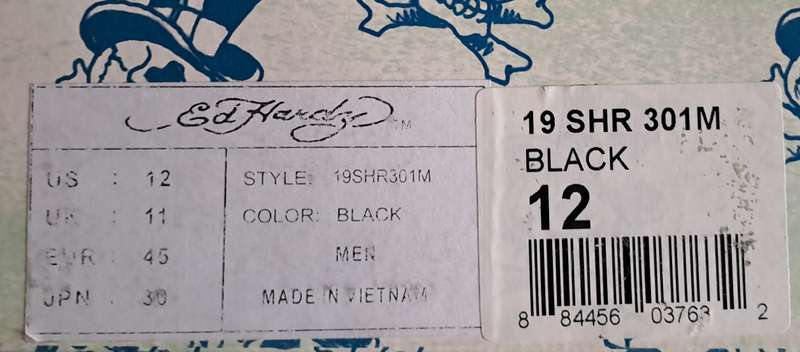 Ed Hardy TM
US : 12
UK : 11
EUR : 45
JPN : 30
STYLE: 19SHR301M
COLOR: BLACK
MEN
MADE IN VIETNAM
19 SHR 301M
BLACK
12
8 84456 03763 2